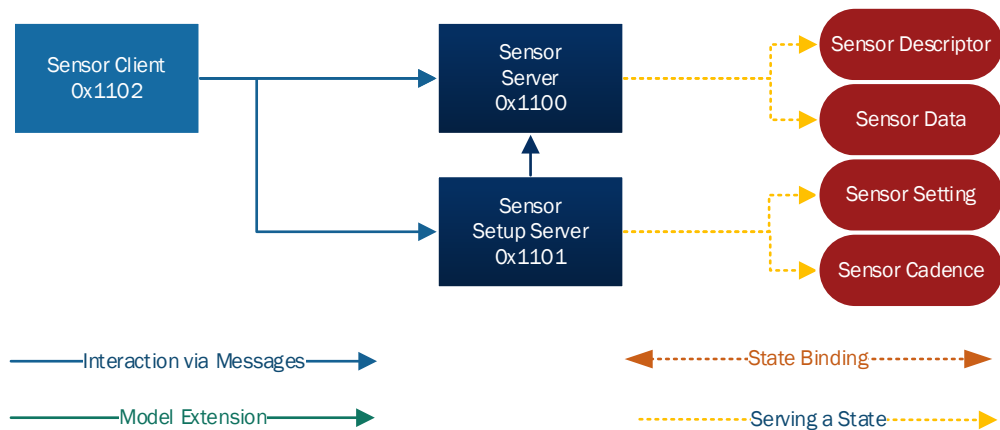 Sensor Client
0x1102
Sensor
Server
0x1100
Sensor Descriptor
Sensor Data
Sensor
Setup Server
0x1101
Sensor Setting
Sensor Cadence
Interaction via Messages
State Binding
Model Extension
Serving a State